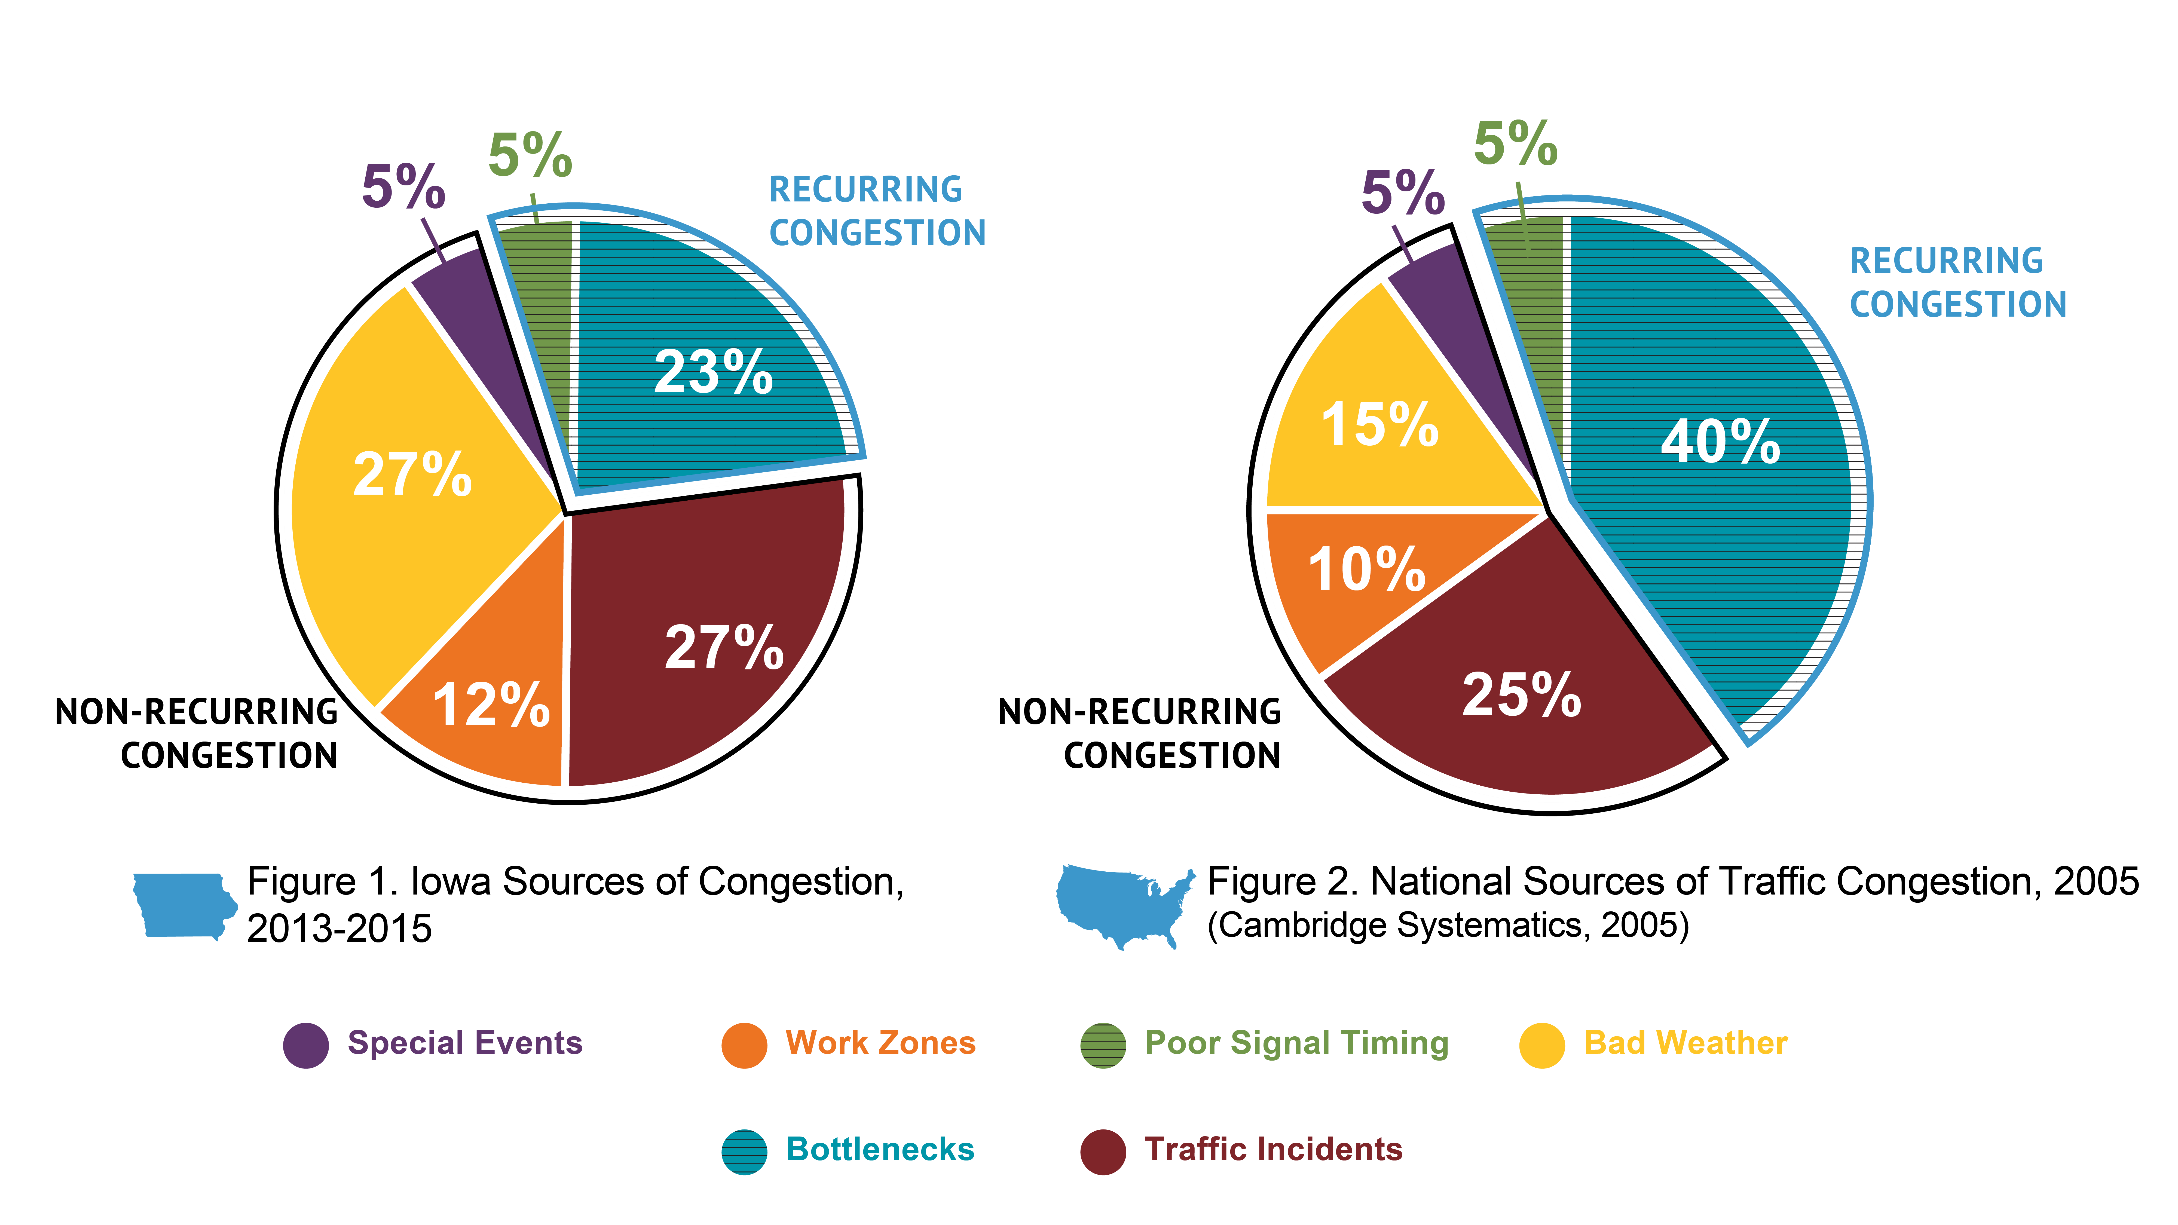 5%
5%
RECURRING
CONGESTION
23%
27%
27%
12%
NON-RECURRING
CONGESTION
Figure 1. Iowa Sources of Congestion,
2013-2015
5%
5%
RECURRING
CONGESTION
40%
15%
10%
25%
NON-RECURRING
CONGESTION
Figure 2. National Sources of Traffic Congestion, 2005
(Cambridge Systematics, 2005)
Special Events
Work Zones
Poor Signal Timing
Bad Weather
Bottlenecks
Traffic Incidents